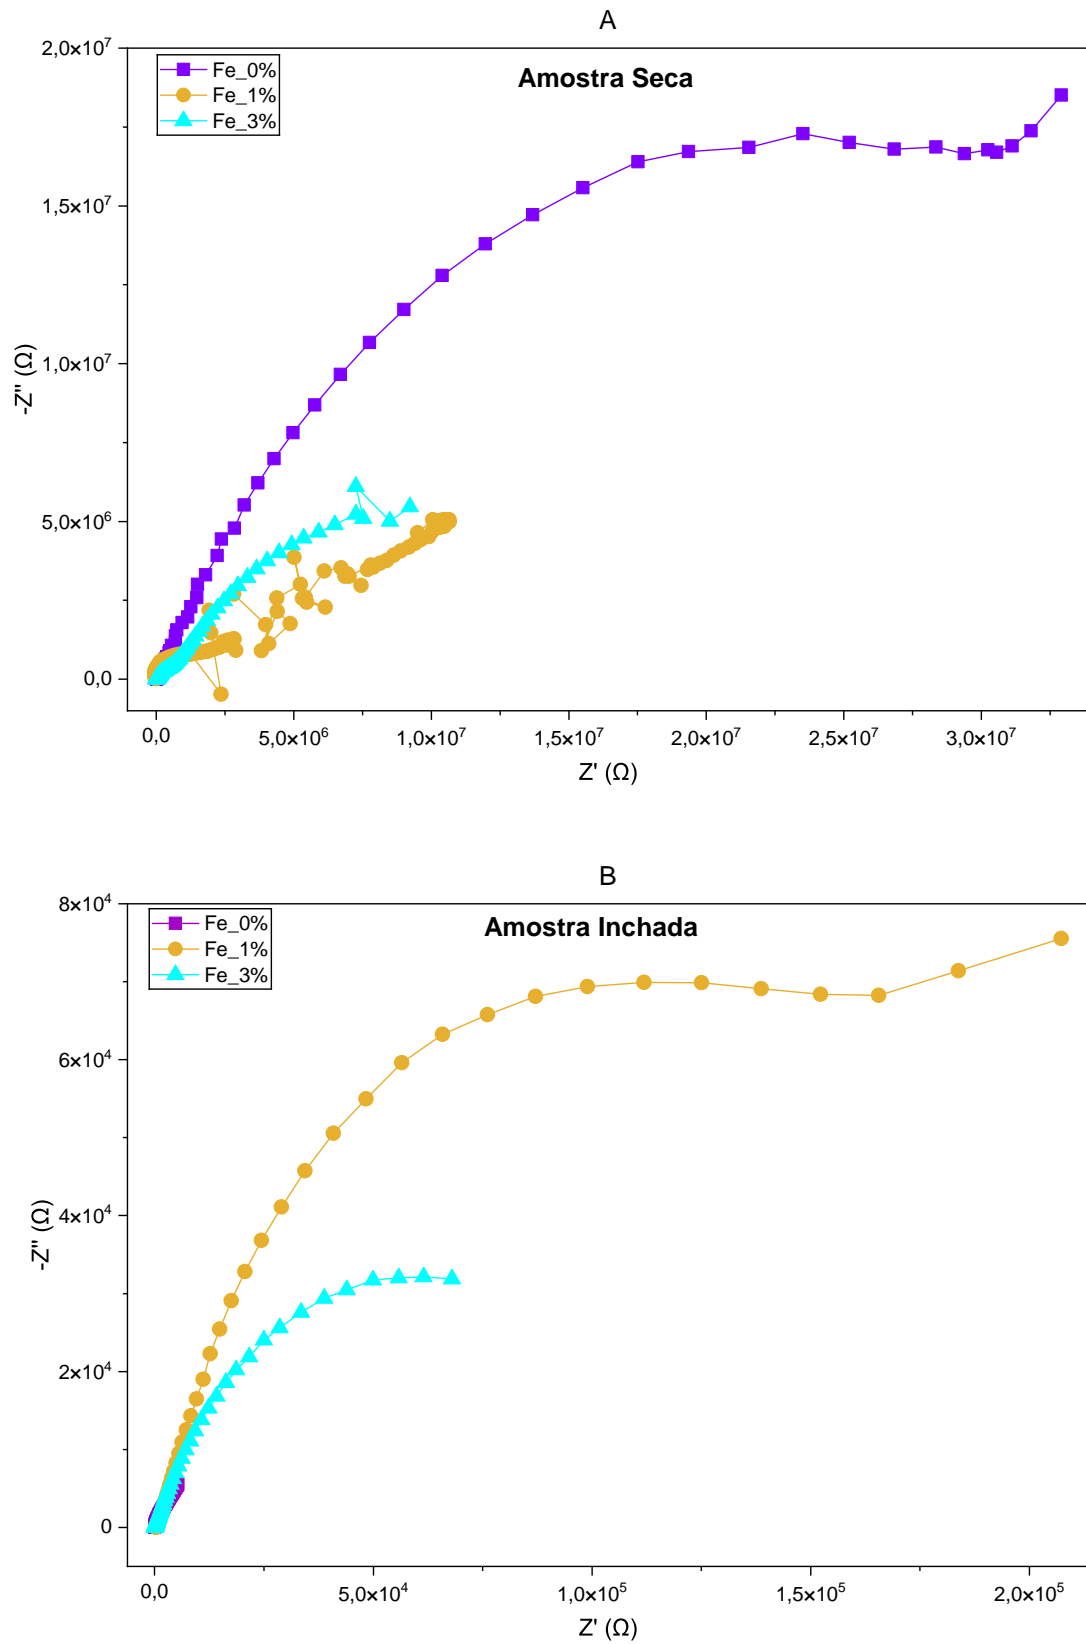 A
Amostra Seca
Fe_0%
Fe_1%
Fe_3%
2,0×10⁷
1,5×10⁷
1,0×10⁷
5,0×10⁶
0,0
-Z'' (Ω)
0,0 5,0×10⁶ 1,0×10⁷ 1,5×10⁷ 2,0×10⁷ 2,5×10⁷ 3,0×10⁷
Z' (Ω)
B
Amostra Inchada
Fe_0%
Fe_1%
Fe_3%
8×10⁴
6×10⁴
4×10⁴
2×10⁴
0
-Z'' (Ω)
0,0 5,0×10⁴ 1,0×10⁵ 1,5×10⁵ 2,0×10⁵
Z' (Ω)